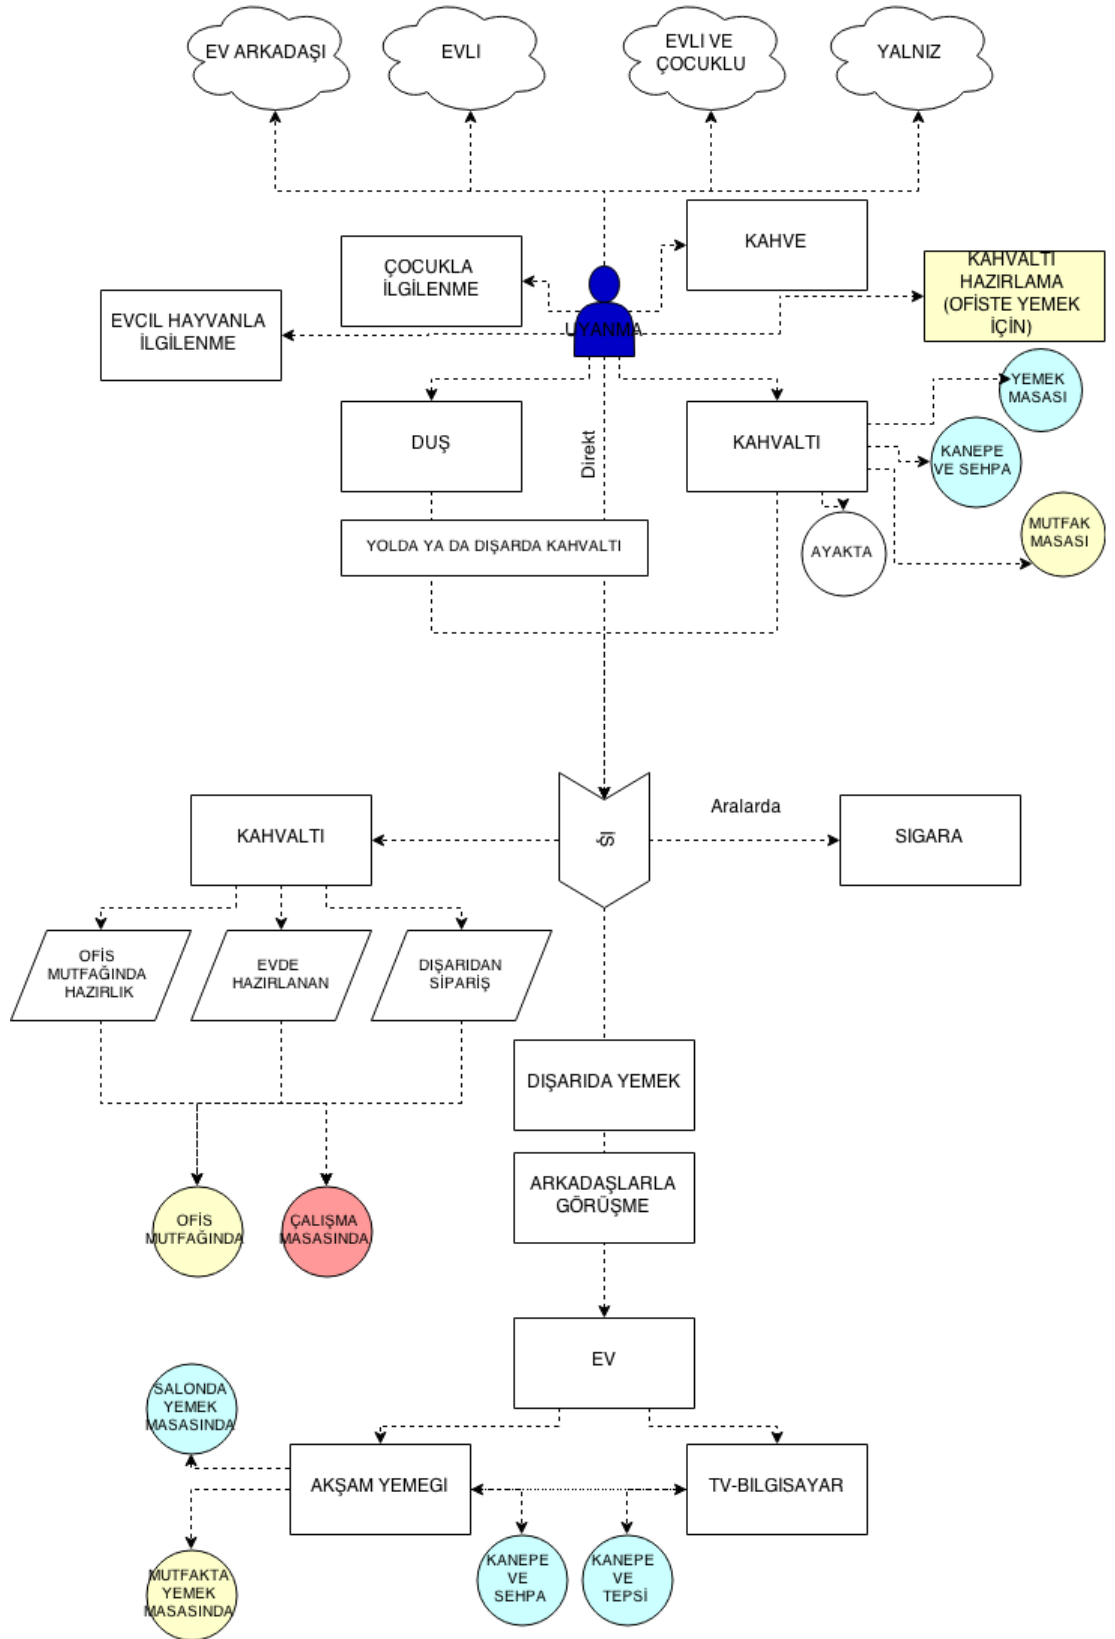 EV ARKADAŞI
EVLI
EVLI VE
ÇOCUKLU
YALNIZ
KAHVE
ÇOCUKLA
İLGİLENME
KAHVALTI
HAZIRLAMA
(OFİSTE YEMEK
İÇİN)
EVCIL HAYVANLA
İLGİLENME
UYANMA
YEMEK
MASASI
DUŞ
Direkt
KAHVALTI
KANEPE
VE SEHPA
MUTFAK
MASASI
YOLDA YA DA DIŞARDA KAHVALTI
AYAKTA
KAHVALTI
İŞ
Aralarda
SIGARA
OFİS
MUTFAĞINDA
HAZIRLIK
EVDE
HAZIRLANAN
DIŞARIDAN
SİPARİŞ
DIŞARIDA YEMEK
ARKADAŞLARLA
GÖRÜŞME
OFİS
MUTFAĞINDA
ÇALIŞMA
MASASINDA
EV
SALONDA
YEMEK
MASASINDA
AKŞAM YEMEGI
TV-BILGISAYAR
MUTFAKTA
YEMEK
MASASINDA
KANEPE
VE
SEHPA
KANEPE
VE
TEPSİ